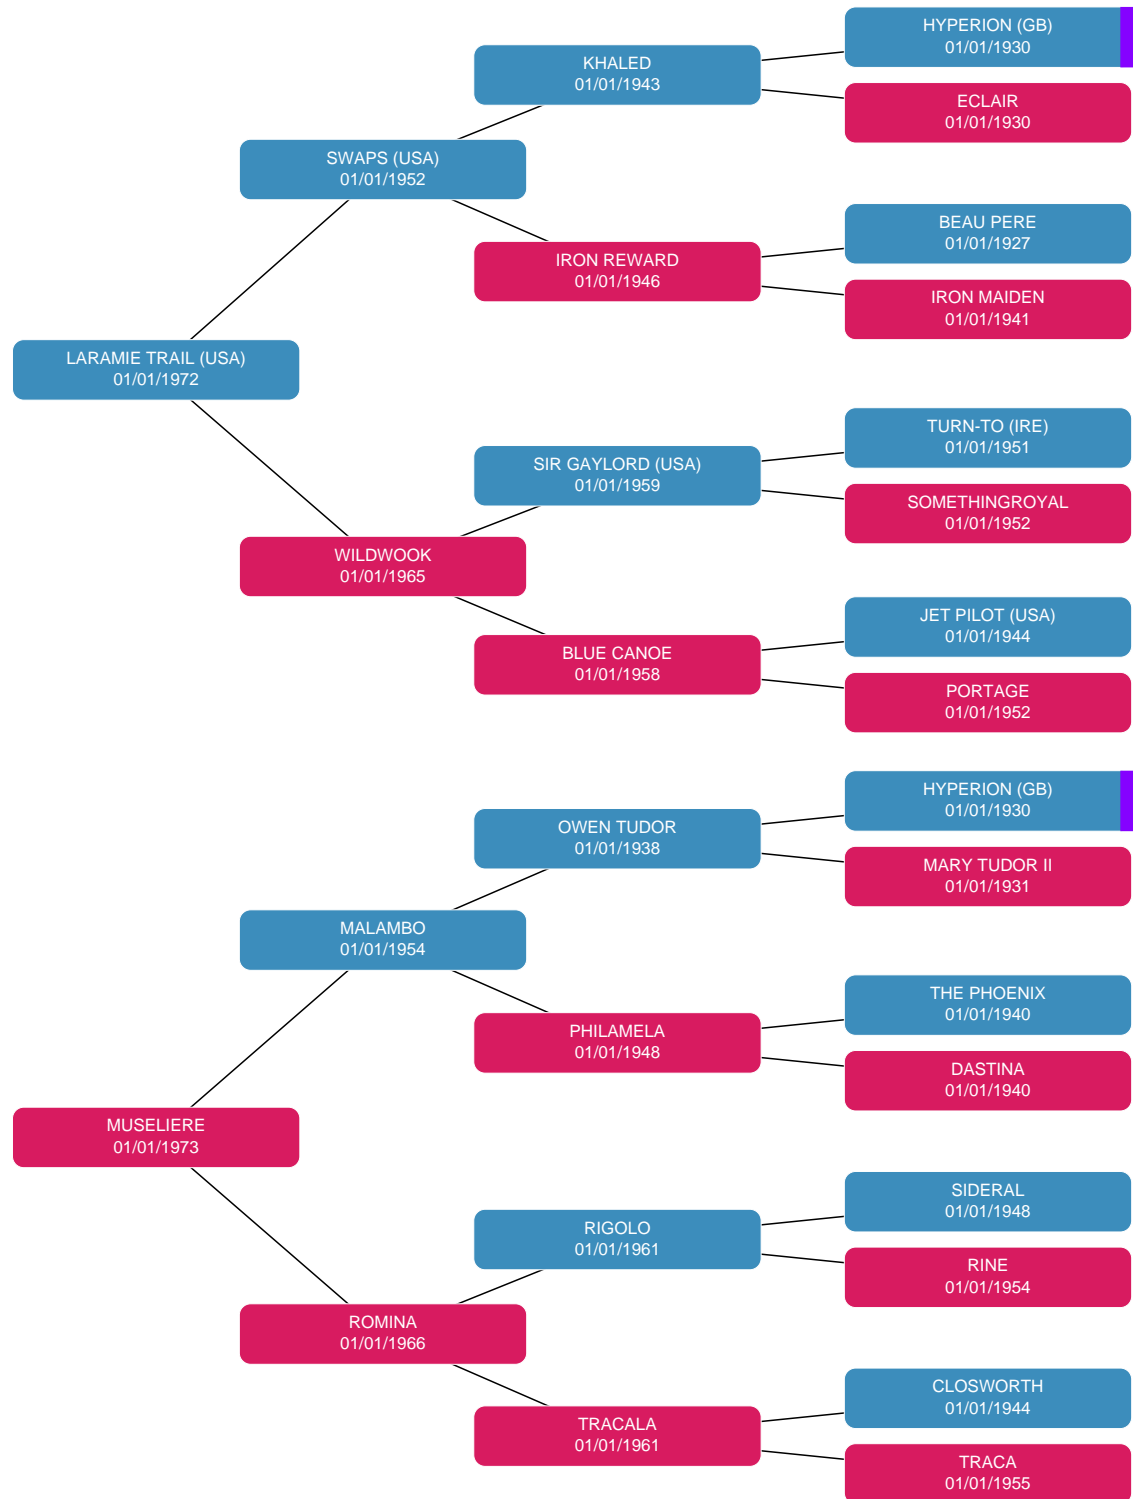 HYPERION (GB)
01/01/1930
KHALED
01/01/1943
ECLAIR
01/01/1930
SWAPS (USA)
01/01/1952
BEAU PERE
01/01/1927
IRON REWARD
01/01/1946
IRON MAIDEN
01/01/1941
LARAMIE TRAIL (USA)
01/01/1972
TURN-TO (IRE)
01/01/1951
SIR GAYLORD (USA)
01/01/1959
SOMETHINGROYAL
01/01/1952
WILDWOOK
01/01/1965
JET PILOT (USA)
01/01/1944
BLUE CANOE
01/01/1958
PORTAGE
01/01/1952
HYPERION (GB)
01/01/1930
OWEN TUDOR
01/01/1938
MARY TUDOR II
01/01/1931
MALAMBO
01/01/1954
THE PHOENIX
01/01/1940
PHILAMELA
01/01/1948
DASTINA
01/01/1940
MUSELIERE
01/01/1973
SIDERAL
01/01/1948
RIGOLO
01/01/1961
RINE
01/01/1954
ROMINA
01/01/1966
CLOSWORTH
01/01/1944
TRACALA
01/01/1961
TRACA
01/01/1955